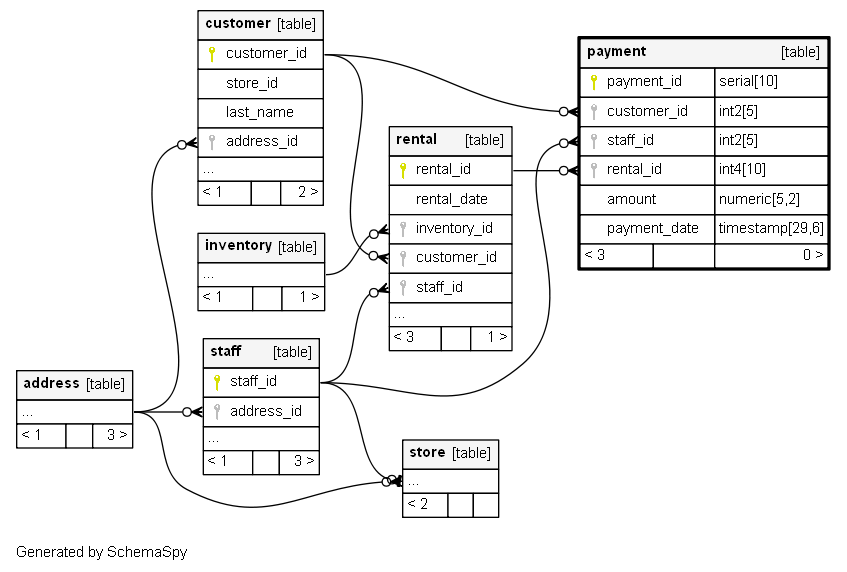 customer [table]
customer_id
store_id
last_name
address_id
...
< 1 2 >
payment [table]
payment_id serial[10]
customer_id int2[5]
staff_id int2[5]
rental_id int4[10]
amount numeric[5,2]
payment_date timestamp[29,6]
< 3 0 >
rental [table]
rental_id
rental_date
inventory_id
customer_id
staff_id
...
< 3 1 >
inventory [table]
...
< 1 1 >
staff [table]
staff_id
address_id
...
< 1 3 >
address [table]
...
< 1 3 >
store [table]
...
< 2
Generated by SchemaSpy